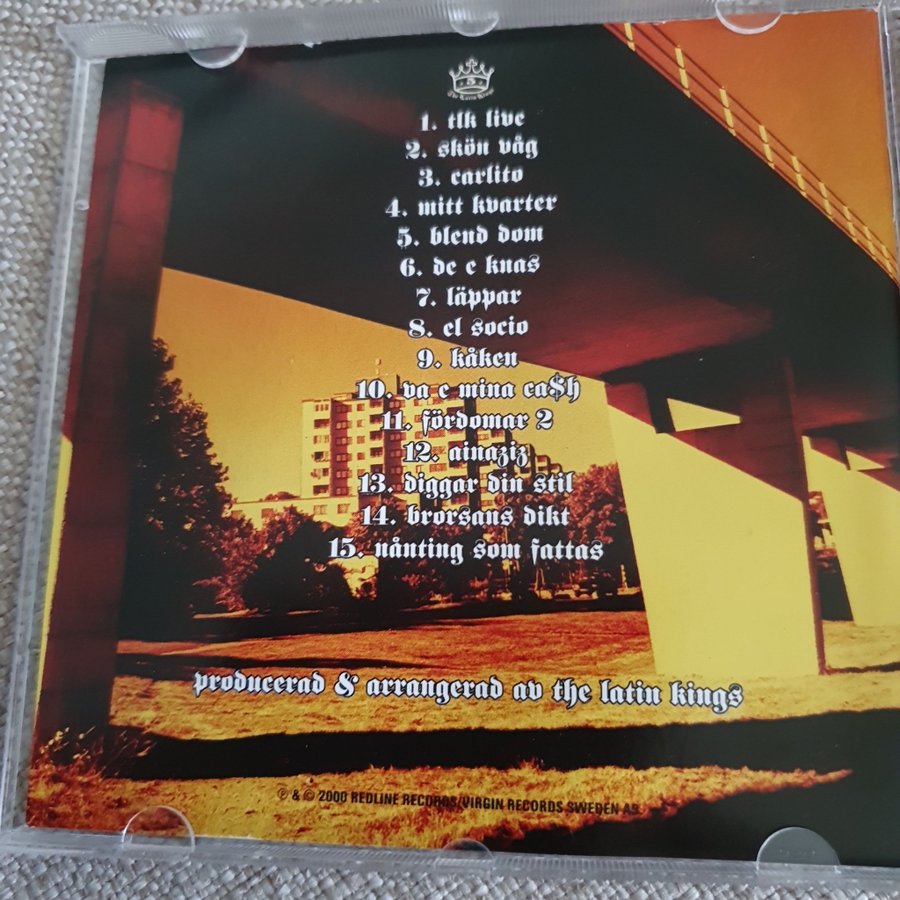 The Latin Kings
1. tlk live
2. skön våg
3. carlito
4. mitt kvarter
5. blend dom
6. de e knas
7. läppar
8. el socio
9. kåken
10. va e mina ca$h
11. fördomar 2
12. ainaziz
13. diggar din stil
14. brorsans dikt
15. nånting som fattas
producerad & arrangerad av the latin kings
℗ & © 2000 REDLINE RECORDS/VIRGIN RECORDS SWEDEN AB